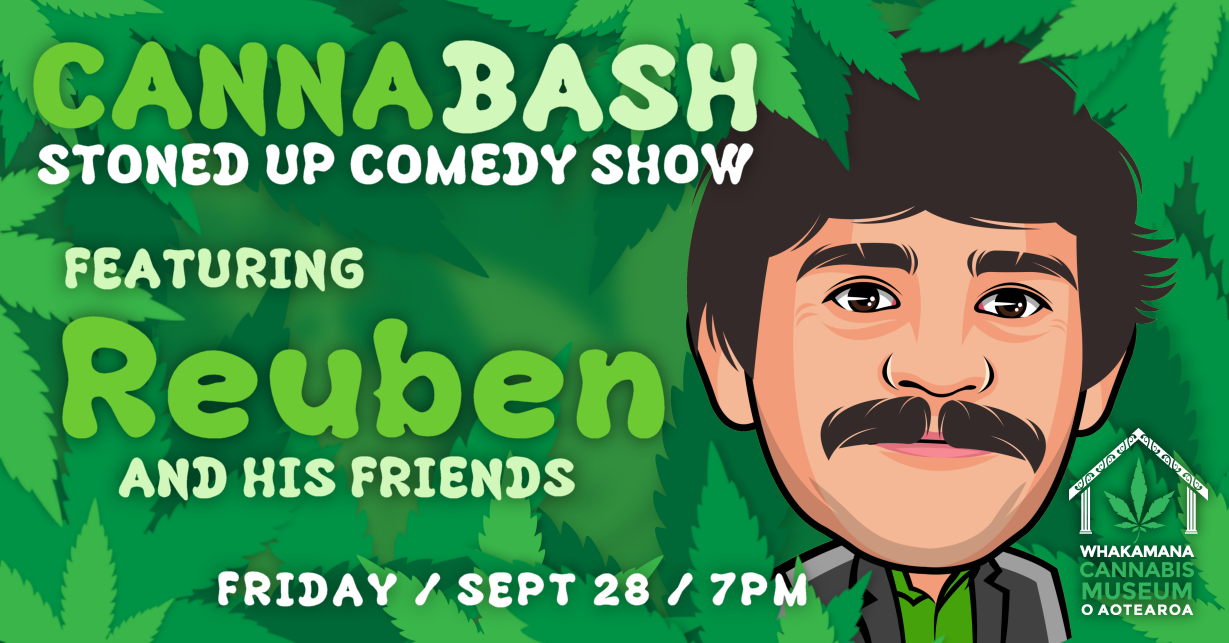 CANNABASH
STONED UP COMEDY SHOW
FEATURING
Reuben
AND HIS FRIENDS
FRIDAY / SEPT 28 / 7PM
WHAKAMANA
CANNABIS
MUSEUM
O AOTEAROA